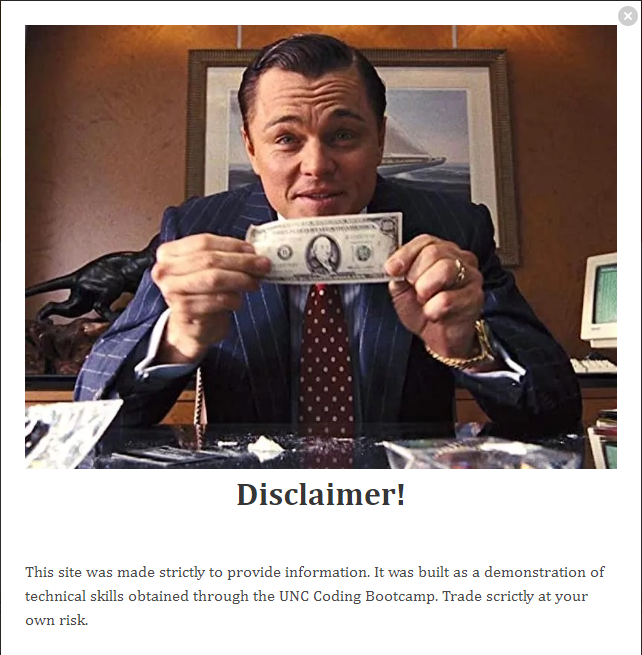 Disclaimer!
This site was made strictly to provide information. It was built as a demonstration of
technical skills obtained through the UNC Coding Bootcamp. Trade scrictly at your
own risk.